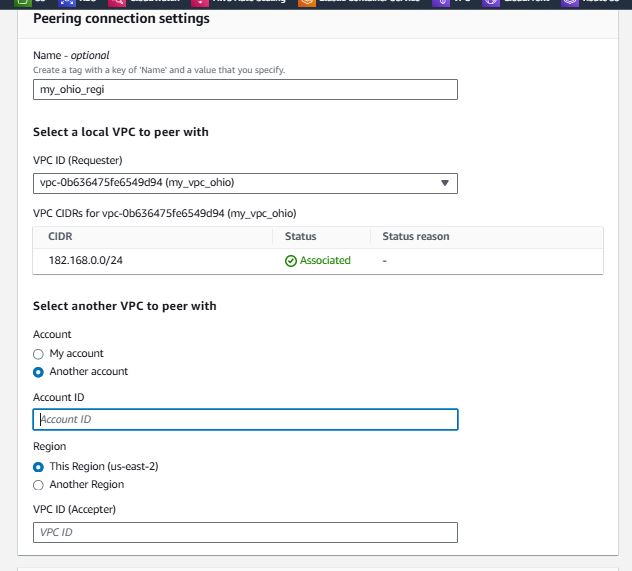 Peering connection settings
Name - optional
Create a tag with a key of 'Name' and a value that you specify.
my_ohio_regi
Select a local VPC to peer with
VPC ID (Requester)
vpc-0b636475fe6549d94 (my_vpc_ohio)
VPC CIDRs for vpc-0b636475fe6549d94 (my_vpc_ohio)
CIDR Status Status reason
182.168.0.0/24 Associated -
Select another VPC to peer with
Account
My account
Another account
Account ID
Account ID
Region
This Region (us-east-2)
Another Region
VPC ID (Accepter)
VPC ID